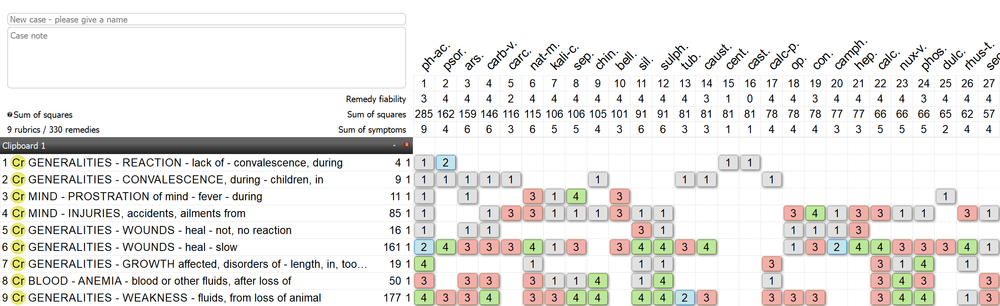 New case - please give a name
Case note
ph-ac. psor. ars. carb-v. carc. nat-m. kali-c. sep. chin. bell. sil. sulph. tub. caust. cent. cast. calc-p. op. con. camph. hep. calc. nux-v. phos. dulc. rhus-t. sec
1 2 3 4 5 6 7 8 9 10 11 12 13 14 15 16 17 18 19 20 21 22 23 24 25 26 27
Remedy fiability 3 4 4 4 2 4 4 4 4 4 4 4 4 3 1 0 4 4 3 4 4 4 4 3 4 4 4
Sum of squares Sum of squares 285 162 159 146 116 115 106 106 105 101 91 91 81 81 81 81 78 78 78 77 77 66 66 66 65 62 57
9 rubrics / 330 remedies Sum of symptoms 9 4 6 6 3 6 5 5 4 3 6 6 3 3 1 1 4 4 4 3 3 5 5 5 2 4 4
Clipboard 1
1 Cr GENERALITIES - REACTION - lack of - convalescence, during 4 1 1 2 1 1
2 Cr GENERALITIES - CONVALESCENCE, during - children, in 9 1 1 1 1 1 1 1 1 1 1
3 Cr MIND - PROSTRATION of mind - fever - during 11 1 1 1 3 1 4 3 1
4 Cr MIND - INJURIES, accidents, ailments from 85 1 1 1 3 3 1 1 1 3 1 1 3 4 1 3 3 1 1 3 1
5 Cr GENERALITIES - WOUNDS - heal - not, no reaction 16 1 1 1 1 3 1 1 1 1 3
6 Cr GENERALITIES - WOUNDS - heal - slow 161 1 2 4 3 3 3 4 1 3 3 4 4 3 4 1 3 2 4 4 3 3 3 4 1
7 Cr GENERALITIES - GROWTH affected, disorders of - length, in, too... 19 1 4 1 1 1 3 3 1 4 1
8 Cr BLOOD - ANEMIA - blood or other fluids, after loss of 50 1 3 3 3 3 1 1 4 1 4 1 3 4 3 3
9 Cr GENERALITIES - WEAKNESS - fluids, from loss of animal 177 1 4 3 3 4 3 3 4 4 4 4 2 3 3 3 3 3 4 4 1 3